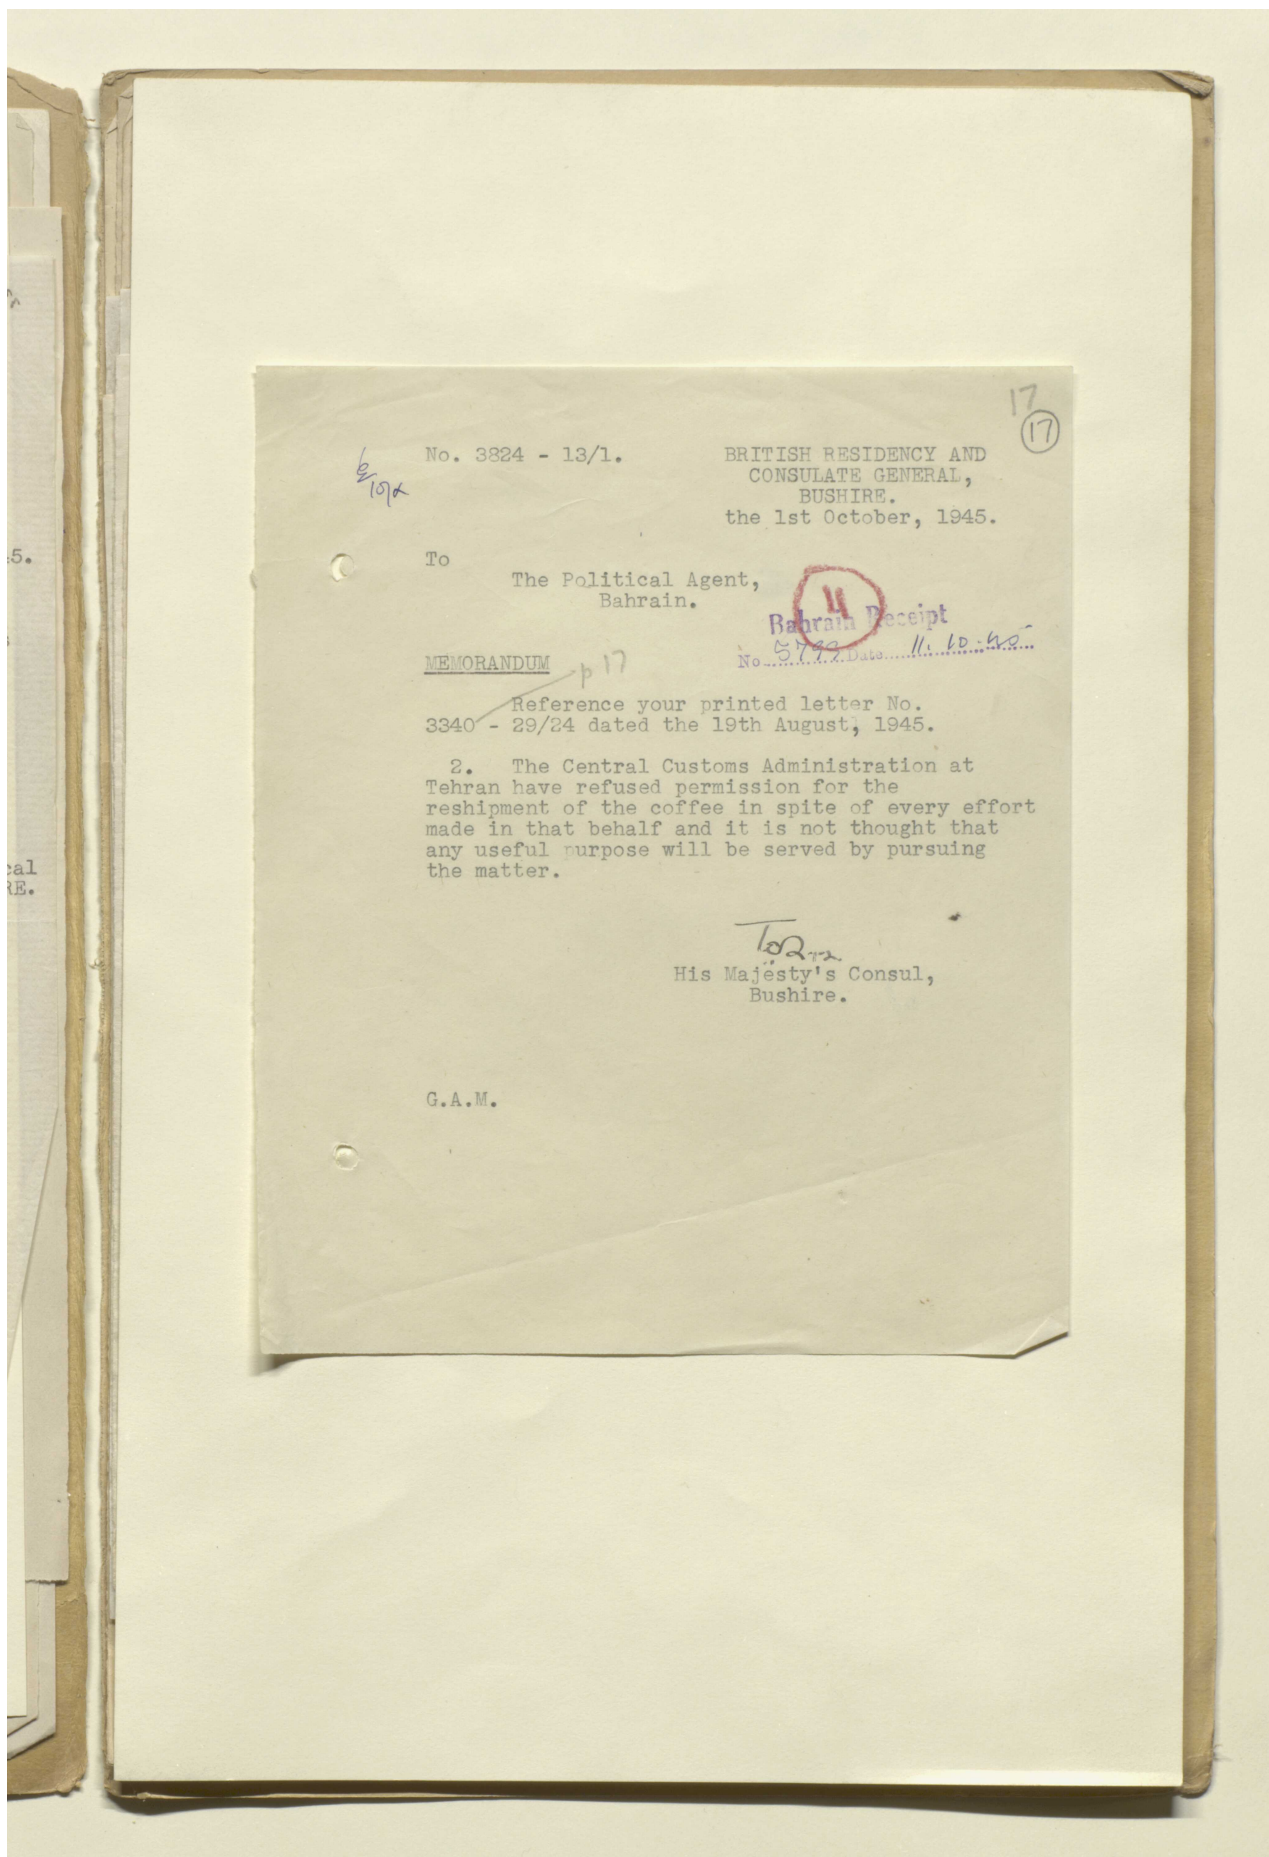 17
17
No. 3824 - 13/1.
BRITISH RESIDENCY AND
CONSULATE GENERAL,
BUSHIRE.
the 1st October, 1945.
To
The Political Agent,
Bahrain.
11
Bahrain Receipt
No 5799 Date 11.10.45
MEMORANDUM
p 17
Reference your printed letter No.
3340 - 29/24 dated the 19th August, 1945.
2. The Central Customs Administration at
Tehran have refused permission for the
reshipment of the coffee in spite of every effort
made in that behalf and it is not thought that
any useful purpose will be served by pursuing
the matter.
His Majesty's Consul,
Bushire.
G.A.M.
5.
cal
RE.